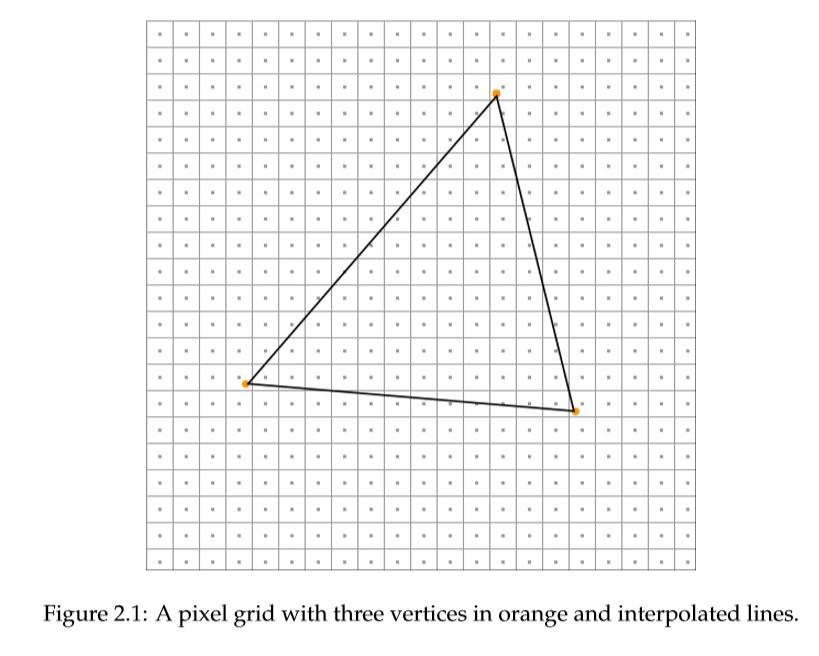 Figure 2.1: A pixel grid with three vertices in orange and interpolated lines.